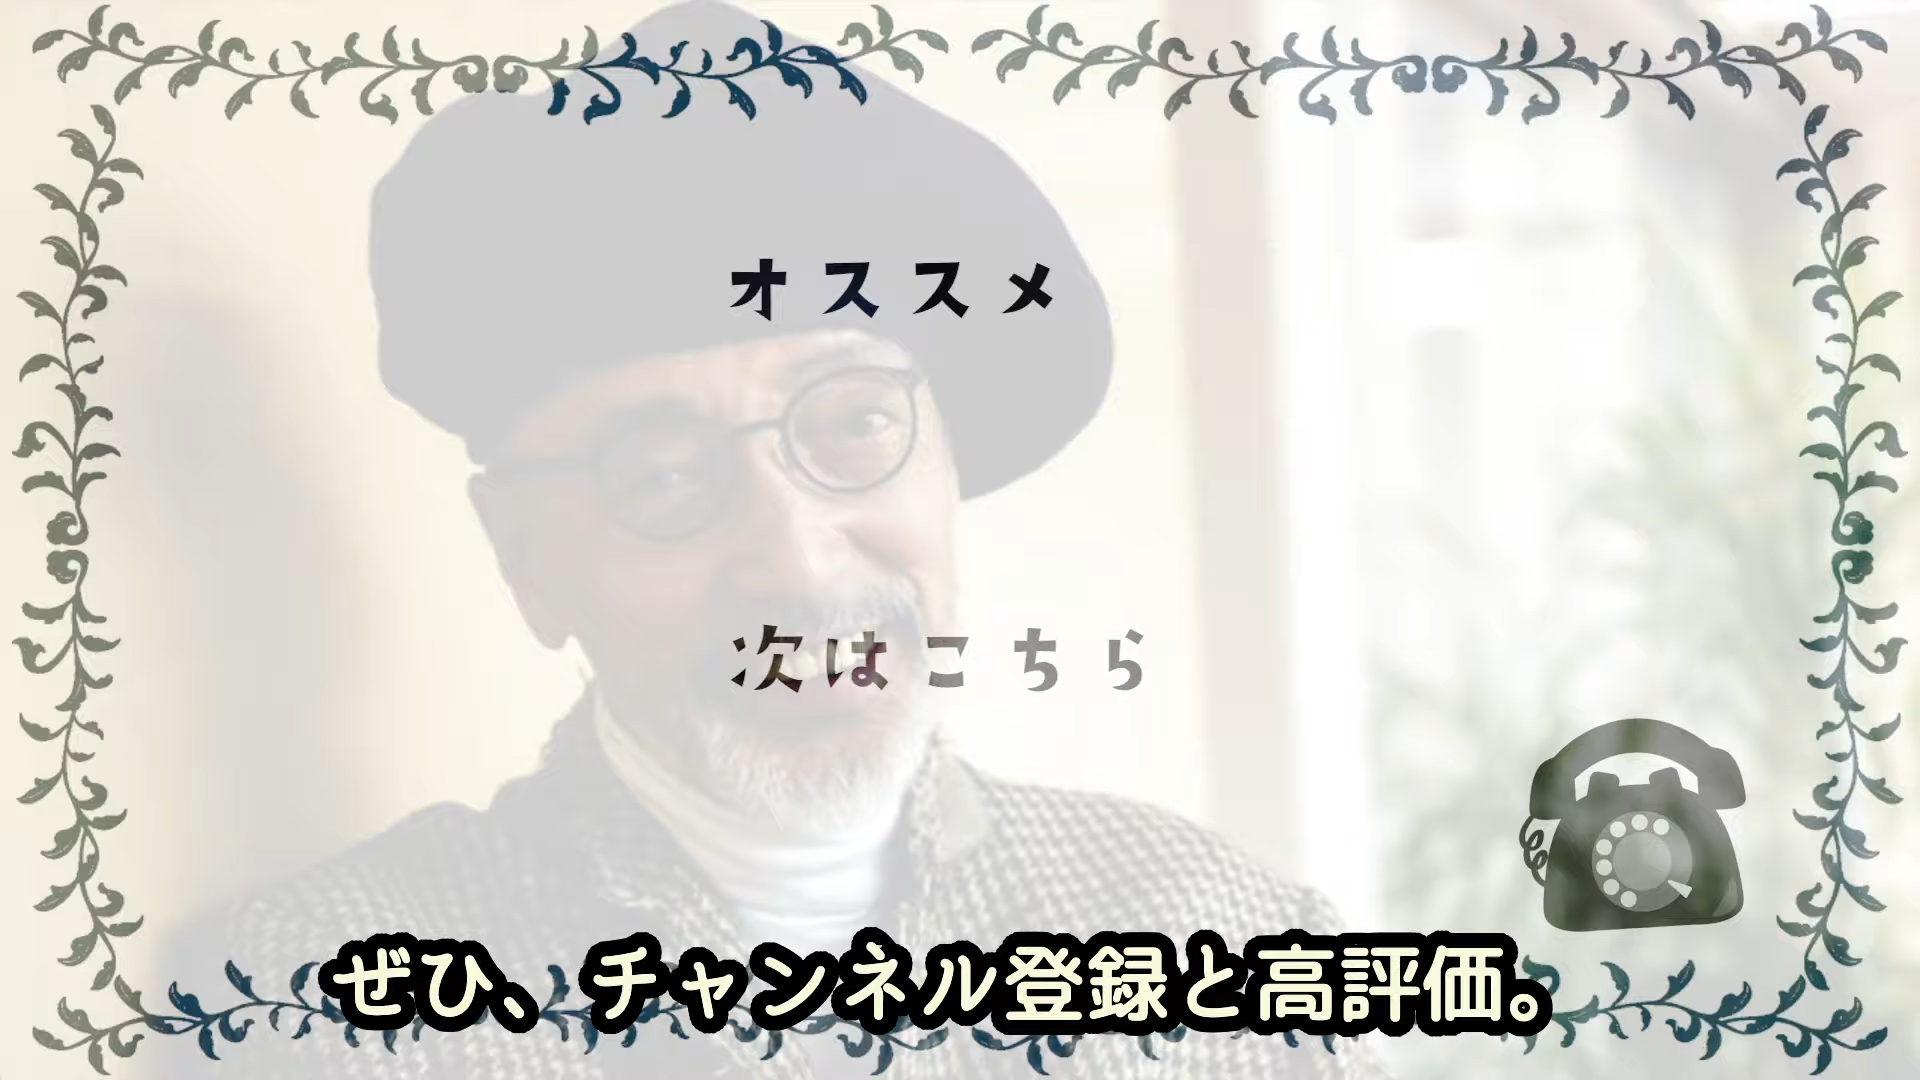 オススメ
次はこちら
ぜひ、チャンネル登録と高評価。